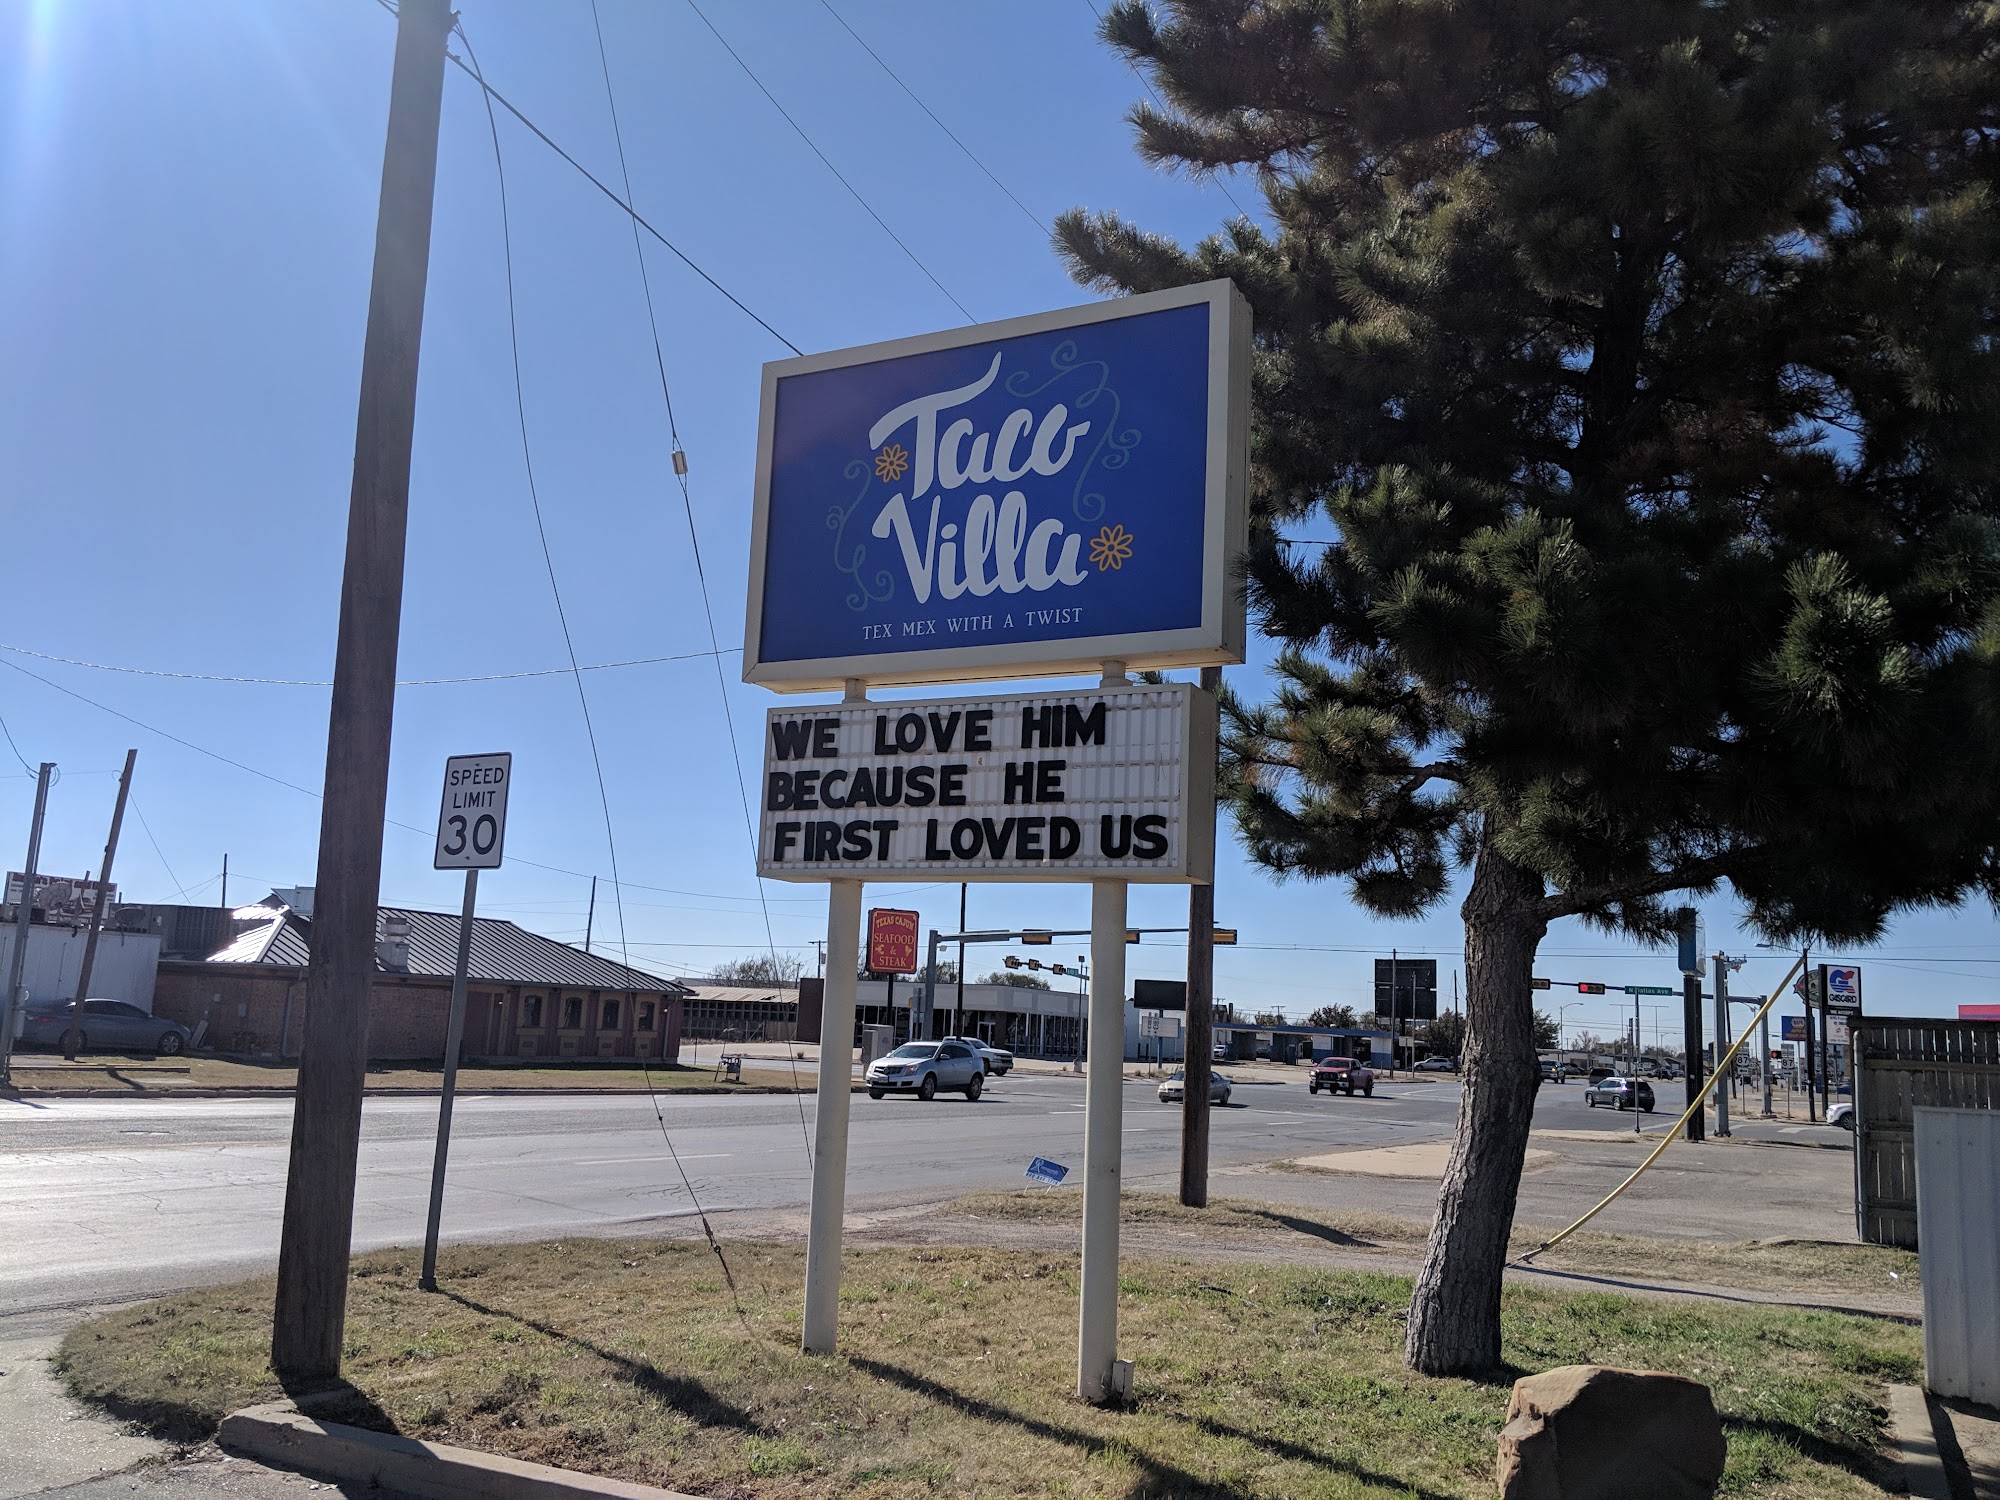 Taco
Villa
TEX MEX WITH A TWIST
WE LOVE HIM
BECAUSE HE
FIRST LOVED US
SPEED
LIMIT
30
TEXAS CAJUN
SEAFOOD
&
STEAK
87